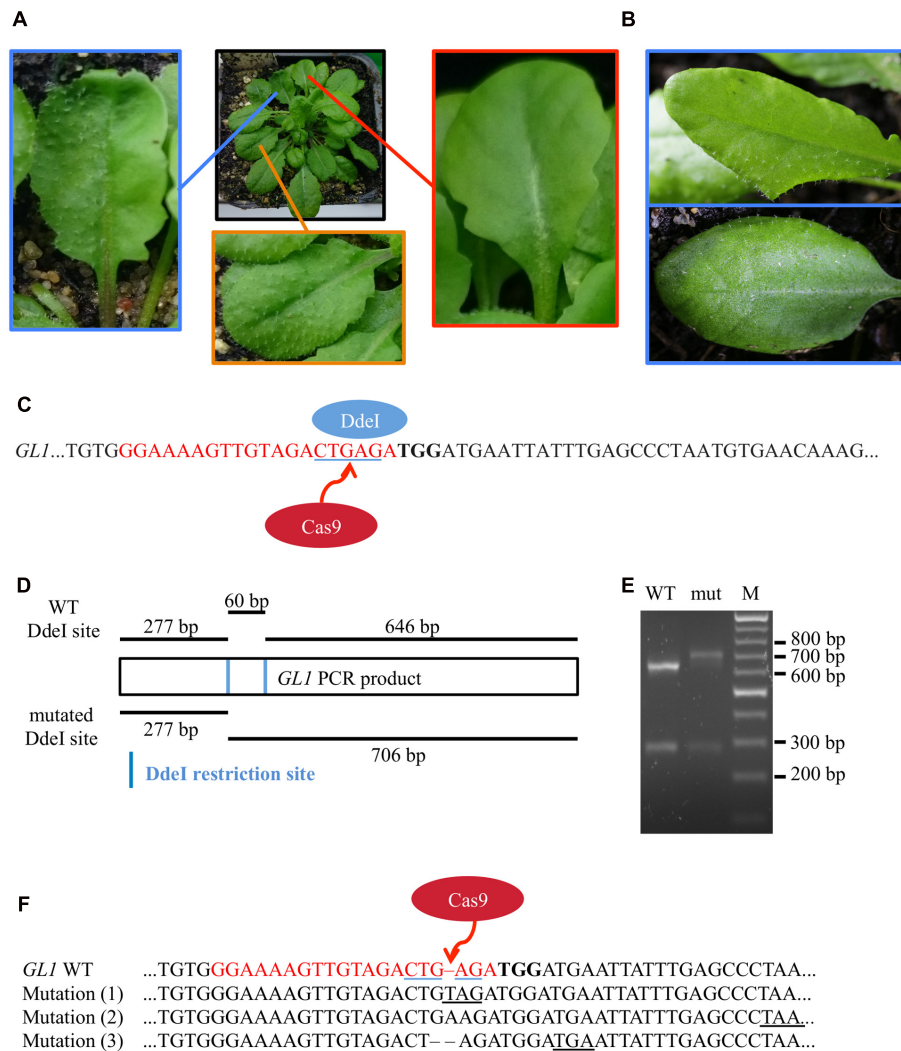 A
B
C
DdeI
GL1...TGTGGGAAAAGTTGTAGACTGAGATGGATGAATTATTTGAGCCCTAATGTGAACAAAG...
Cas9
D
60 bp
WT
DdeI site
277 bp
646 bp
GL1 PCR product
mutated
DdeI site
277 bp
706 bp
DdeI restriction site
E
WT mut M
800 bp
700 bp
600 bp
300 bp
200 bp
Cas9
F
GL1 WT ...TGTGGGAAAAGTTGTAGACTG–AGATGGATGAATTATTTGAGCCCTAA...
Mutation (1) ...TGTGGGAAAAGTTGTAGACTGTAGATGGATGAATTATTTGAGCCCTAA...
Mutation (2) ...TGTGGGAAAAGTTGTAGACTGAAGATGGATGAATTATTTGAGCCCTAA...
Mutation (3) ...TGTGGGAAAAGTTGTAGACT– –AGATGGATGAATTATTTGAGCCCTAA...